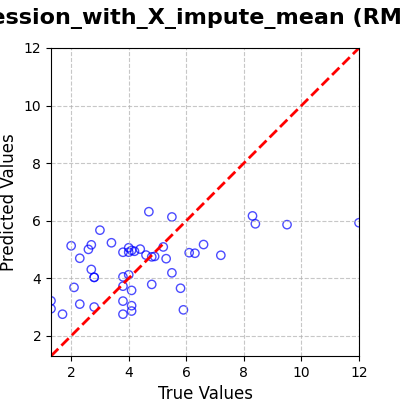 ession_with_X_impute_mean (RM
12
10
8
6
4
2
Predicted Values
2 4 6 8 10 12
True Values